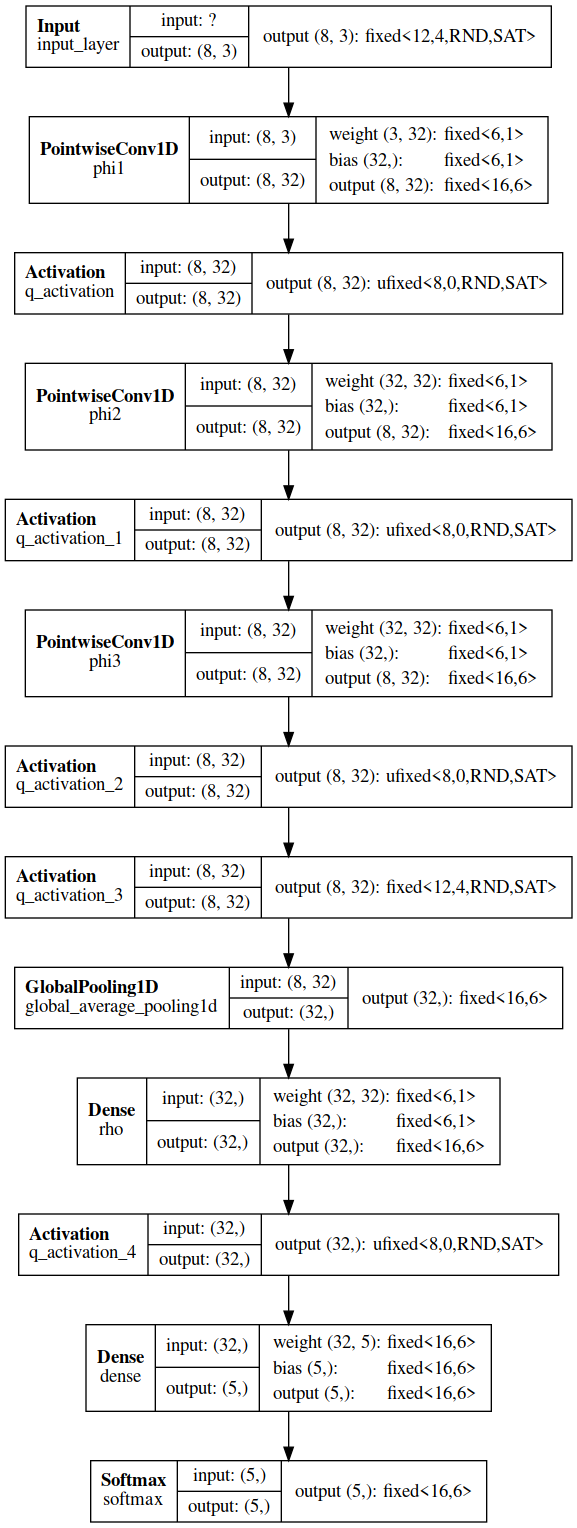 Input
input_layer
input: ?
output: (8, 3)
output (8, 3): fixed<12,4,RND,SAT>
PointwiseConv1D
phi1
input: (8, 3)
output: (8, 32)
weight (3, 32): fixed<6,1>
bias (32,): fixed<6,1>
output (8, 32): fixed<16,6>
Activation
q_activation
input: (8, 32)
output: (8, 32)
output (8, 32): ufixed<8,0,RND,SAT>
PointwiseConv1D
phi2
input: (8, 32)
output: (8, 32)
weight (32, 32): fixed<6,1>
bias (32,): fixed<6,1>
output (8, 32): fixed<16,6>
Activation
q_activation_1
input: (8, 32)
output: (8, 32)
output (8, 32): ufixed<8,0,RND,SAT>
PointwiseConv1D
phi3
input: (8, 32)
output: (8, 32)
weight (32, 32): fixed<6,1>
bias (32,): fixed<6,1>
output (8, 32): fixed<16,6>
Activation
q_activation_2
input: (8, 32)
output: (8, 32)
output (8, 32): ufixed<8,0,RND,SAT>
Activation
q_activation_3
input: (8, 32)
output: (8, 32)
output (8, 32): fixed<12,4,RND,SAT>
GlobalPooling1D
global_average_pooling1d
input: (8, 32)
output: (32,)
output (32,): fixed<16,6>
Dense
rho
input: (32,)
output: (32,)
weight (32, 32): fixed<6,1>
bias (32,): fixed<6,1>
output (32,): fixed<16,6>
Activation
q_activation_4
input: (32,)
output: (32,)
output (32,): ufixed<8,0,RND,SAT>
Dense
dense
input: (32,)
output: (5,)
weight (32, 5): fixed<16,6>
bias (5,): fixed<16,6>
output (5,): fixed<16,6>
Softmax
softmax
input: (5,)
output: (5,)
output (5,): fixed<16,6>